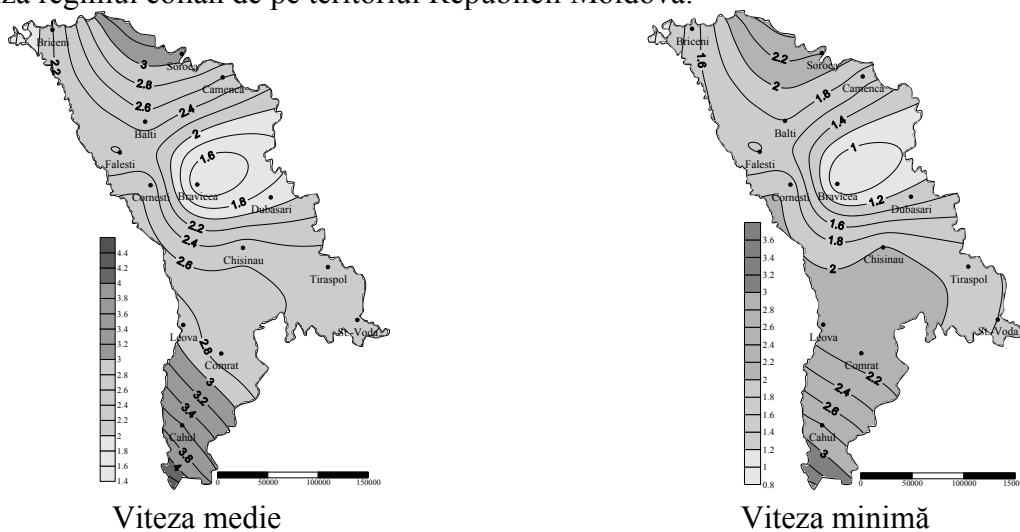 regimul eolian de pe teritoriul Republicii Moldova.
Briceni
2.2
Soroca
3
2.8
Camenca
2.6
2.4
Balti
2
1.6
Falesti
Cornesti
Bravicea
1.8
Dubasari
2.2
2.4
2.6
Chisinau
Tiraspol
Leova
St.-Voda
2.8
Comrat
3
3.2
3.4
Cahul
3.8
4
4.4
4.2
4
3.8
3.6
3.4
3.2
3
2.8
2.6
2.4
2.2
2
1.8
1.6
1.4
0 50000 100000 150000
Viteza medie
Briceni
1.6
2.2
Soroca
2
Camenca
1.8
Balti
1.4
1
Falesti
Cornesti
Bravicea
1.2
Dubasari
1.6
1.8
Chisinau
2
Tiraspol
Leova
St.-Voda
Comrat
2.2
2.4
2.6
Cahul
3
3.6
3.4
3.2
3
2.8
2.6
2.4
2.2
2
1.8
1.6
1.4
1.2
1
0.8
0 50000 100000 1500
Viteza minimă